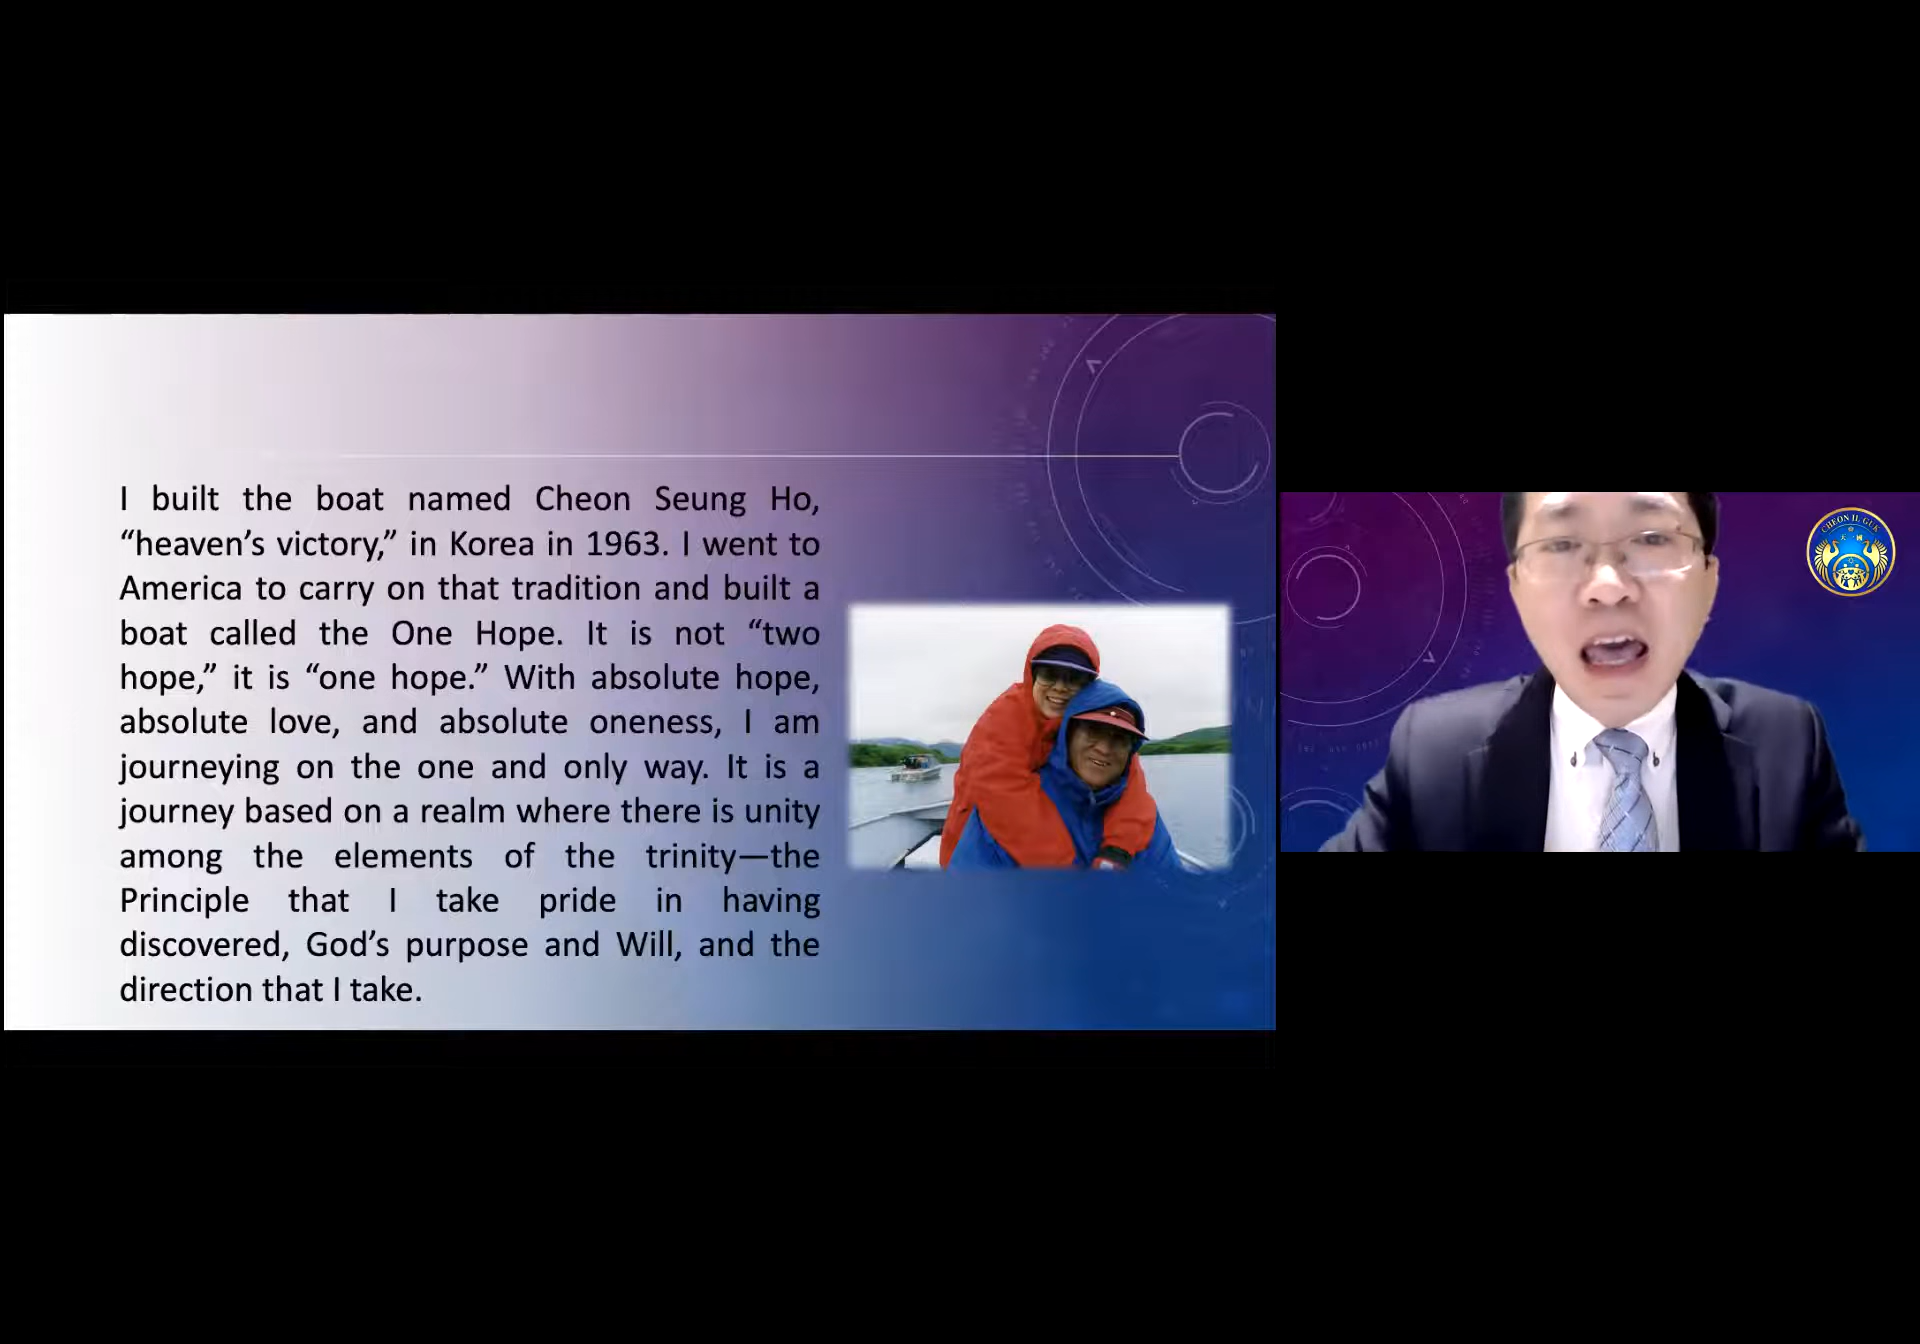 I built the boat named Cheon Seung Ho,
“heaven’s victory,” in Korea in 1963. I went to
America to carry on that tradition and built a
boat called the One Hope. It is not “two
hope,” it is “one hope.” With absolute hope,
absolute love, and absolute oneness, I am
journeying on the one and only way. It is a
journey based on a realm where there is unity
among the elements of the trinity—the
Principle that I take pride in having
discovered, God’s purpose and Will, and the
direction that I take.
CHEON IL GUK